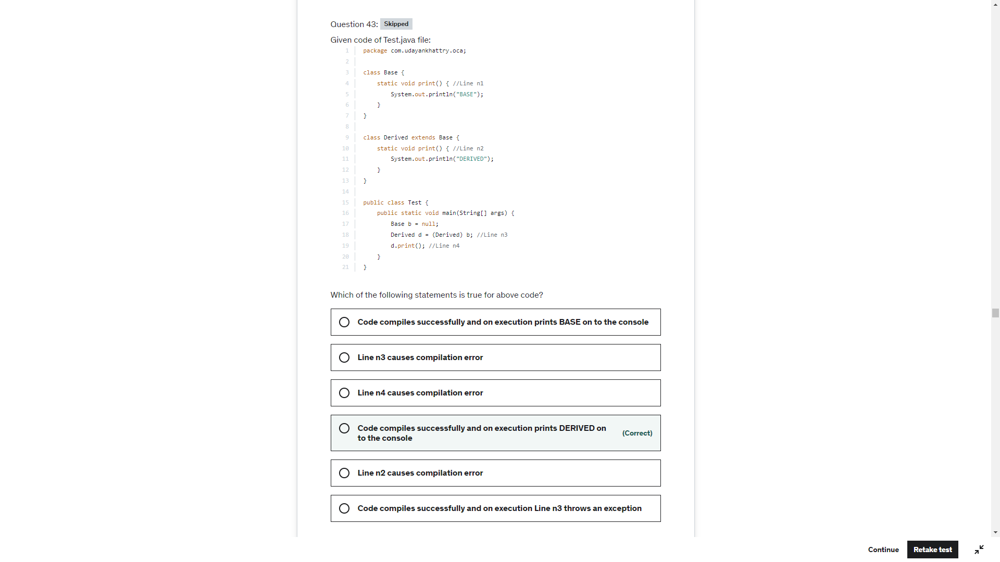 Question 43: Skipped
Given code of Test.java file:
1 package com.udayankhattry.oca;
2
3 class Base {
4 static void print() { //Line n1
5 System.out.println("BASE");
6 }
7 }
8
9 class Derived extends Base {
10 static void print() { //Line n2
11 System.out.println("DERIVED");
12 }
13 }
14
15 public class Test {
16 public static void main(String[] args) {
17 Base b = null;
18 Derived d = (Derived) b; //Line n3
19 d.print(); //Line n4
20 }
21 }
Which of the following statements is true for above code?
Code compiles successfully and on execution prints BASE on to the console
Line n3 causes compilation error
Line n4 causes compilation error
Code compiles successfully and on execution prints DERIVED on
to the console
(Correct)
Line n2 causes compilation error
Code compiles successfully and on execution Line n3 throws an exception
Continue Retake test